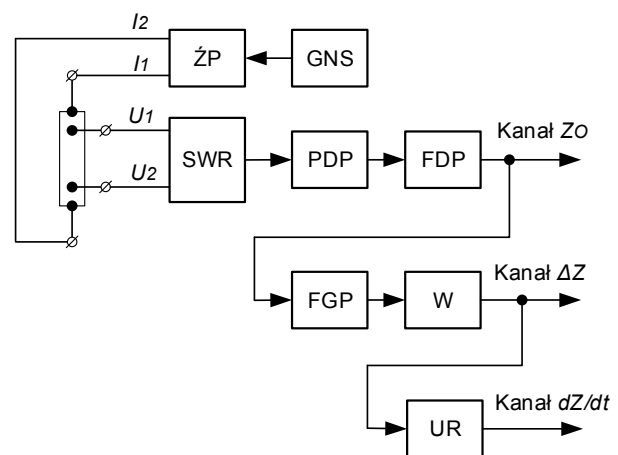 I2
ŹP
GNS
I1
U1
Kanał ZO
SWR
PDP
FDP
U2
Kanał ΔZ
FGP
W
Kanał dZ/dt
UR